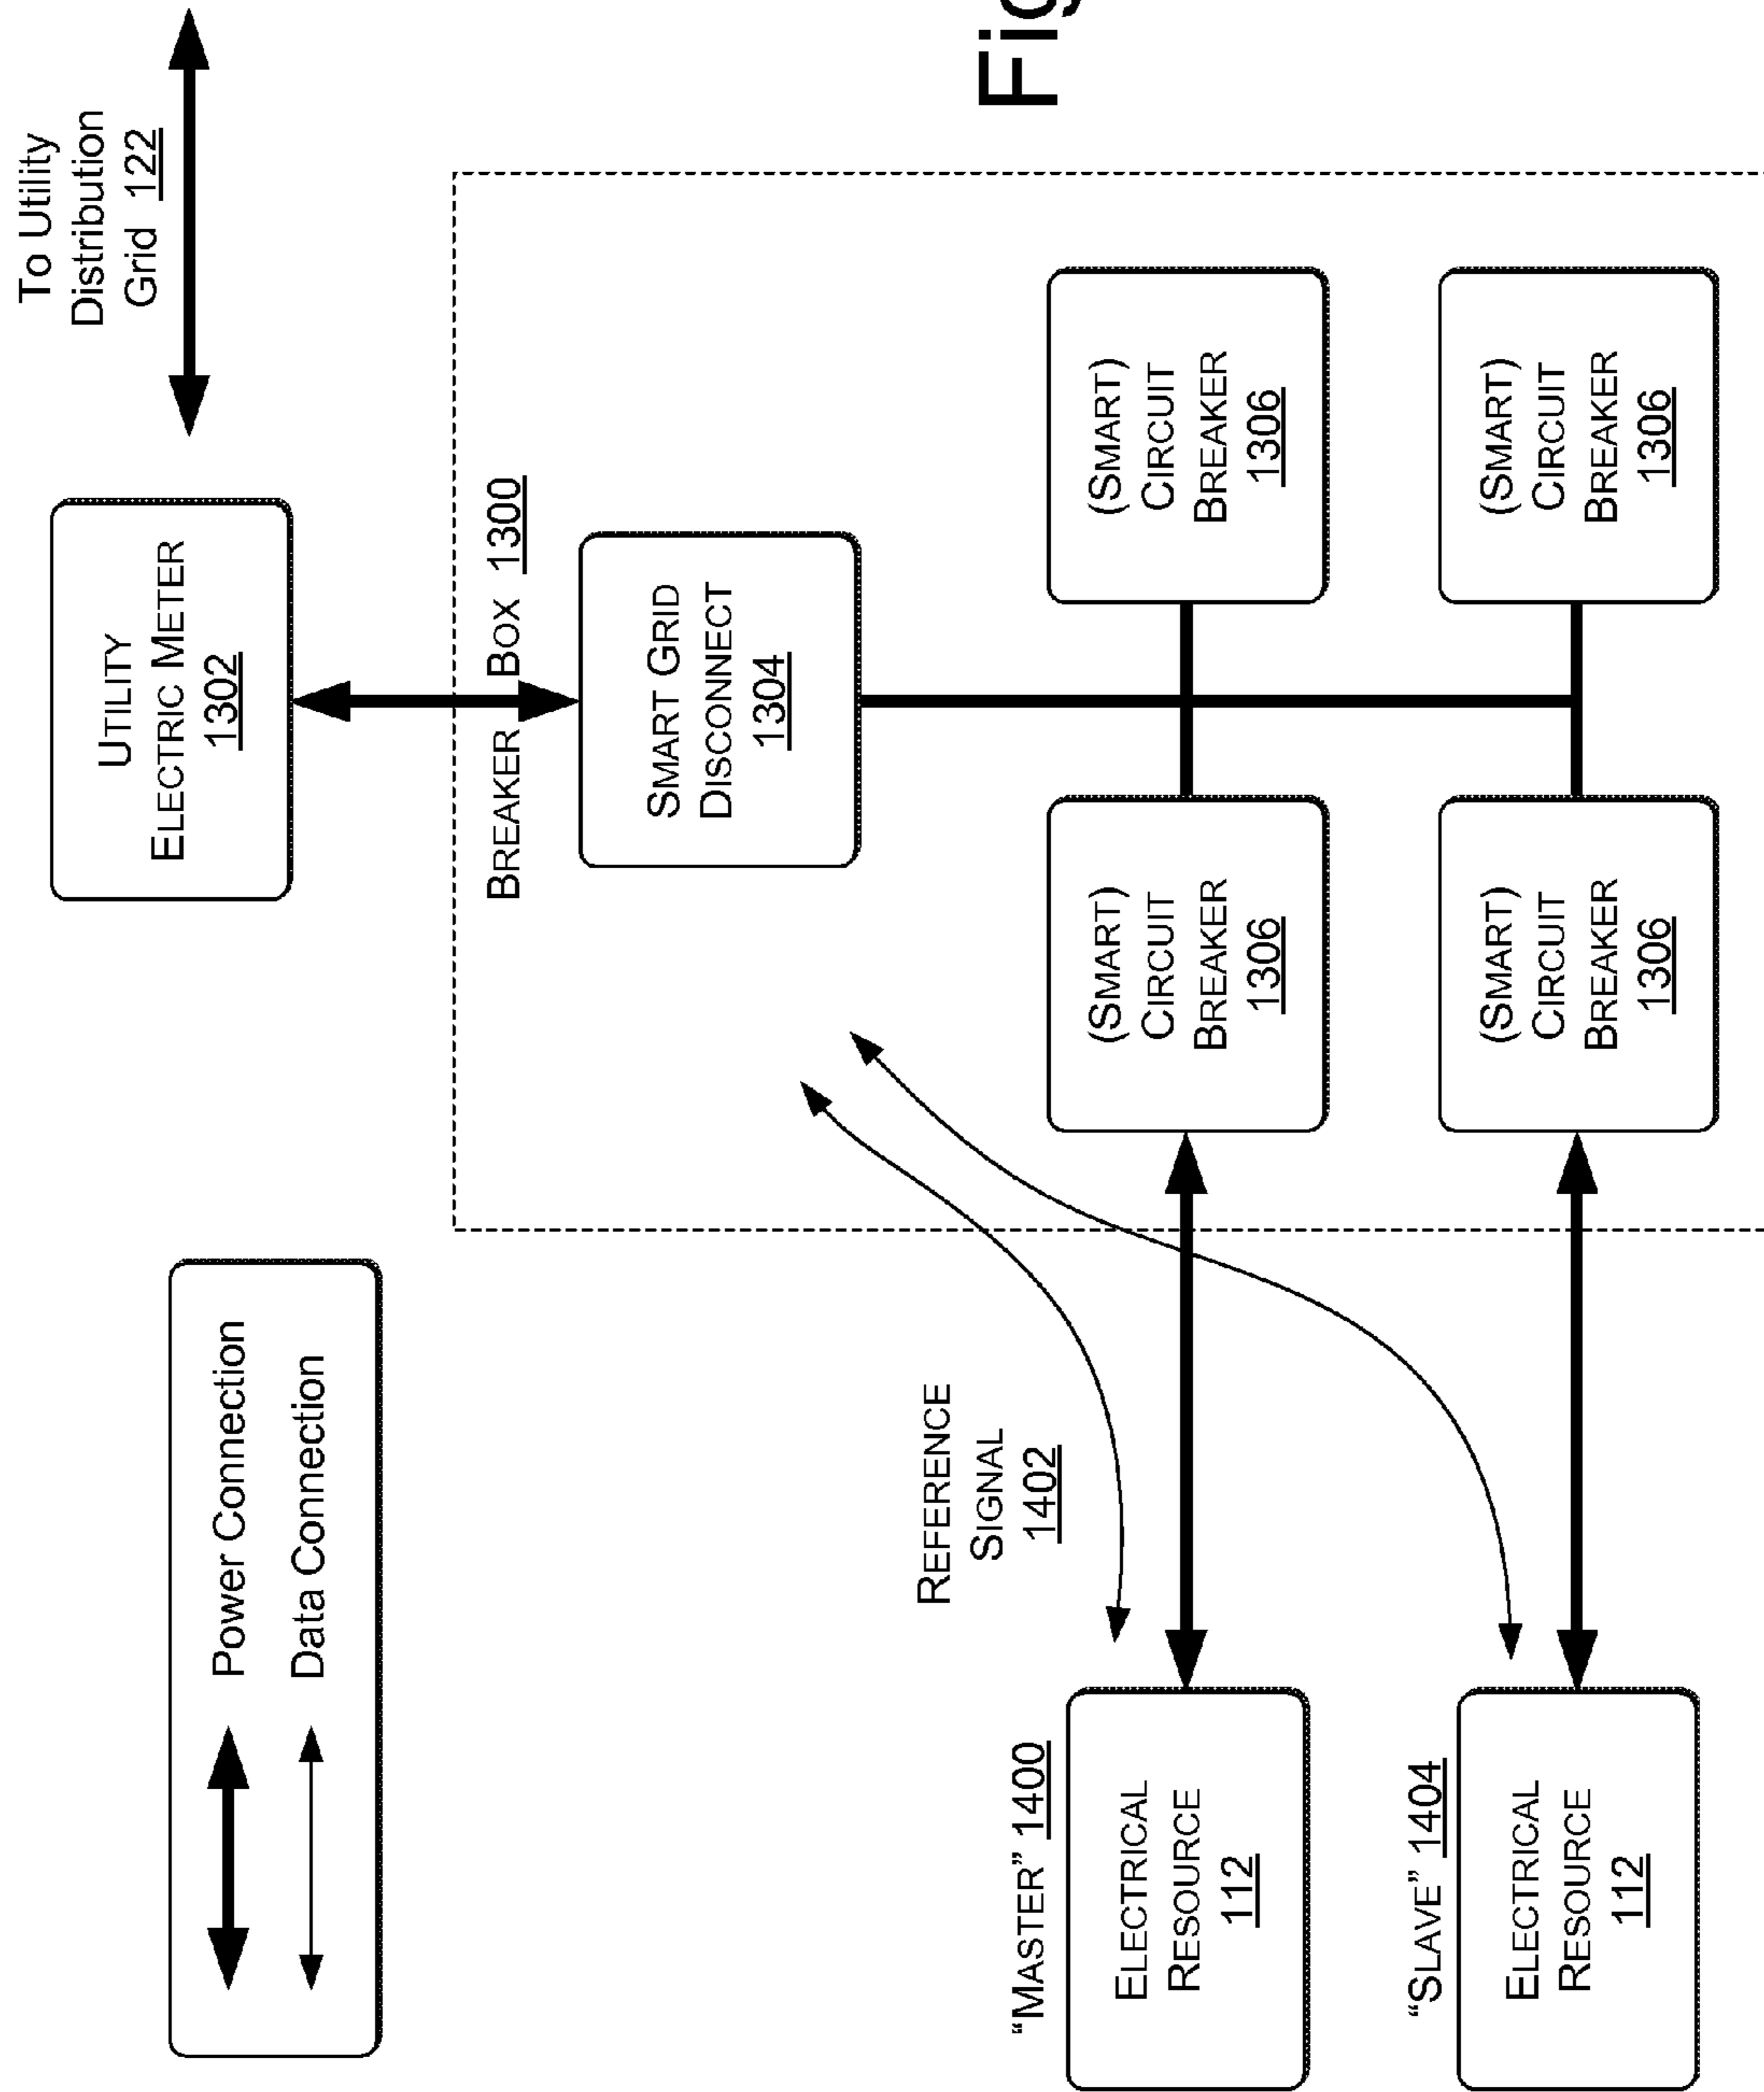 Power Connection
Data Connection
To Utility
Distribution
Grid 122
UTILITY
ELECTRIC METER
1302
BREAKER BOX 1300
SMART GRID
DISCONNECT
1304
REFERENCE
SIGNAL
1402
"MASTER" 1400
ELECTRICAL
RESOURCE
112
(SMART)
CIRCUIT
BREAKER
1306
(SMART)
CIRCUIT
BREAKER
1306
"SLAVE" 1404
ELECTRICAL
RESOURCE
112
(SMART)
CIRCUIT
BREAKER
1306
(SMART)
CIRCUIT
BREAKER
1306